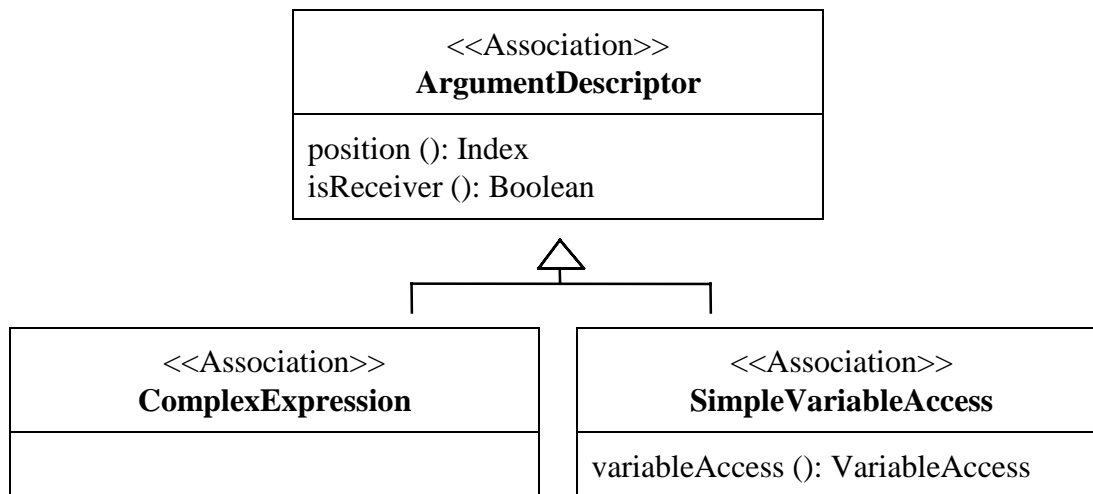 <<Association>>
ArgumentDescriptor
position (): Index
isReceiver (): Boolean
<<Association>>
ComplexExpression
<<Association>>
SimpleVariableAccess
variableAccess (): VariableAccess